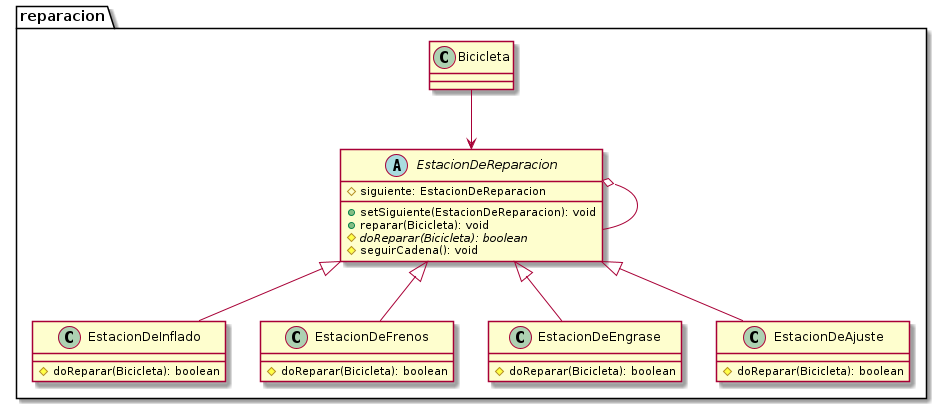 reparacion
C Bicicleta
A EstacionDeReparacion
siguiente: EstacionDeReparacion
setSiguiente(EstacionDeReparacion): void
reparar(Bicicleta): void
doReparar(Bicicleta): boolean
seguirCadena(): void
C EstacionDeInflado
doReparar(Bicicleta): boolean
C EstacionDeFrenos
doReparar(Bicicleta): boolean
C EstacionDeEngrase
doReparar(Bicicleta): boolean
C EstacionDeAjuste
doReparar(Bicicleta): boolean